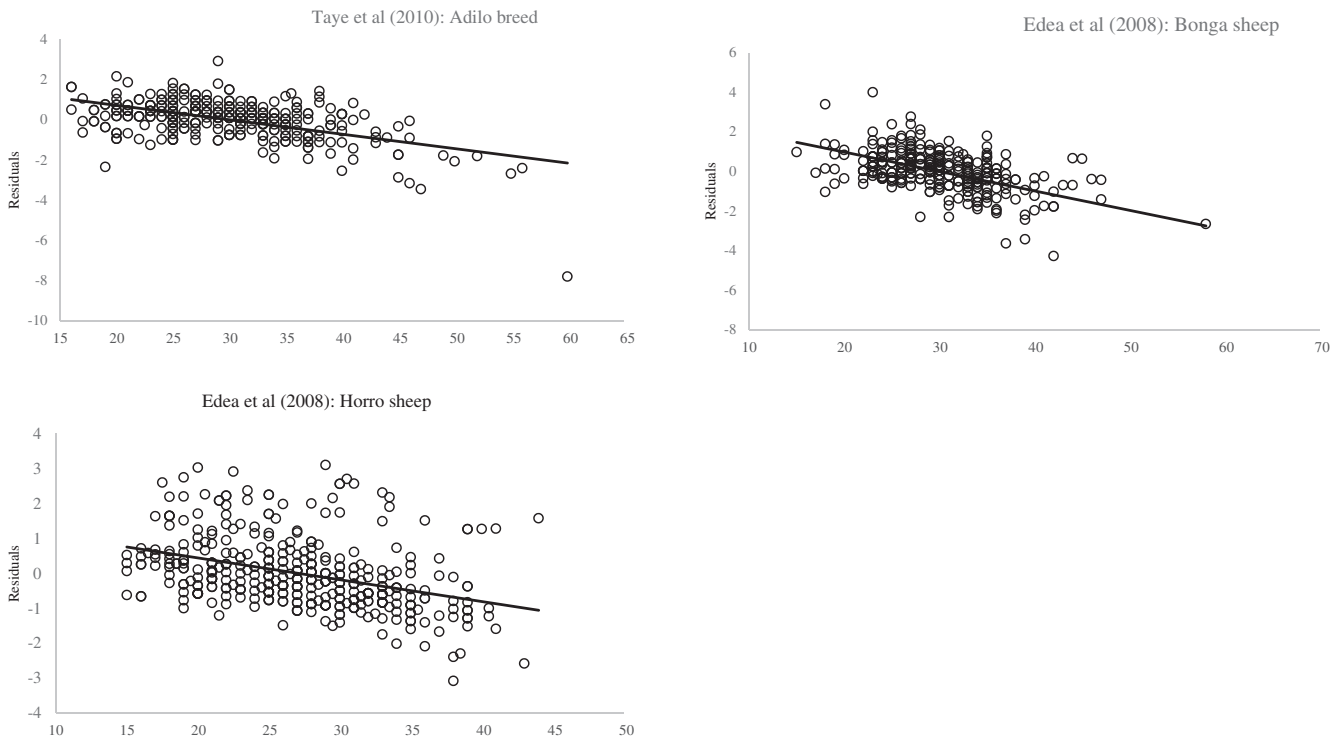 Taye et al (2010): Adilo breed
4
2
0
-2
-4
-6
-8
-10
Residuals
15 20 25 30 35 40 45 50 55 60 65
Edea et al (2008): Bonga sheep
6
4
2
0
-2
-4
-6
-8
Residuals
10 20 30 40 50 60 70
Edea et al (2008): Horro sheep
4
3
2
1
0
-1
-2
-3
-4
Residuals
10 15 20 25 30 35 40 45 50